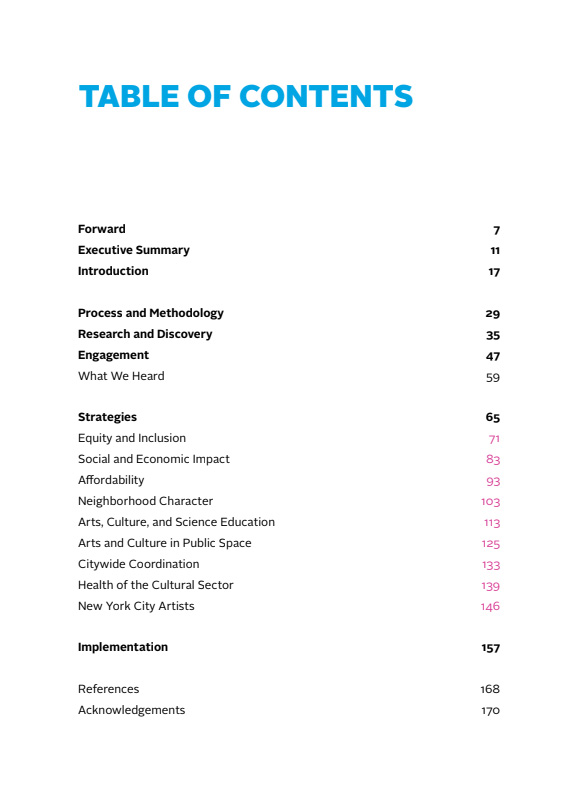 TABLE OF CONTENTS
Forward 7
Executive Summary 11
Introduction 17
Process and Methodology 29
Research and Discovery 35
Engagement 47
What We Heard 59
Strategies 65
Equity and Inclusion 71
Social and Economic Impact 83
Affordability 93
Neighborhood Character 103
Arts, Culture, and Science Education 113
Arts and Culture in Public Space 125
Citywide Coordination 133
Health of the Cultural Sector 139
New York City Artists 146
Implementation 157
References 168
Acknowledgements 170